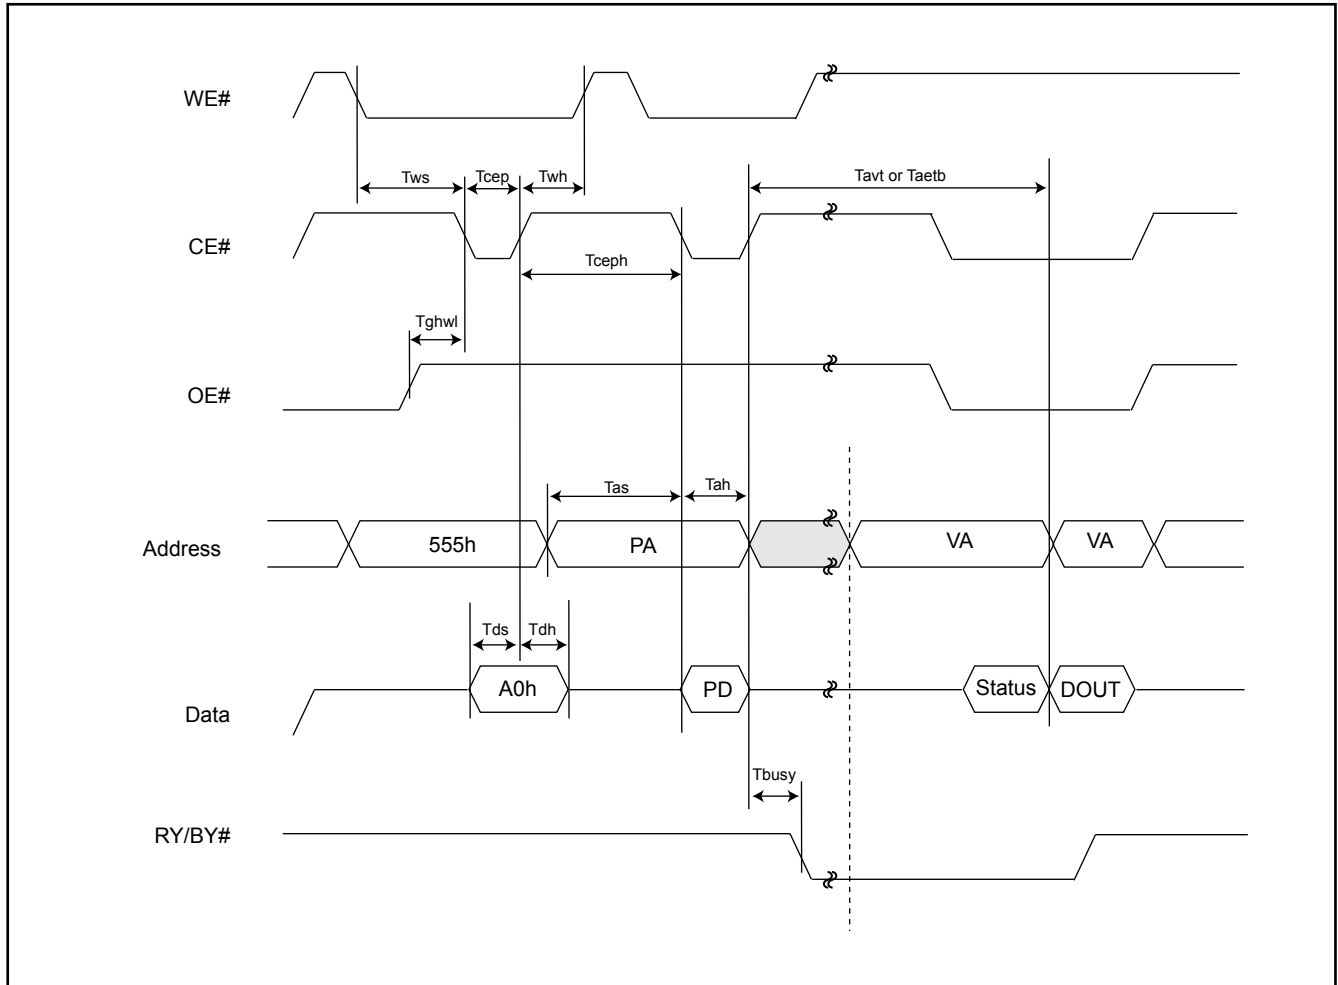 WE#
Tws Tcep Twh Tavt or Taetb
CE#
Tceph
Tghwl
OE#
Tas Tah
Address 555h PA VA VA
Tds Tdh
Data A0h PD Status DOUT
Tbusy
RY/BY#